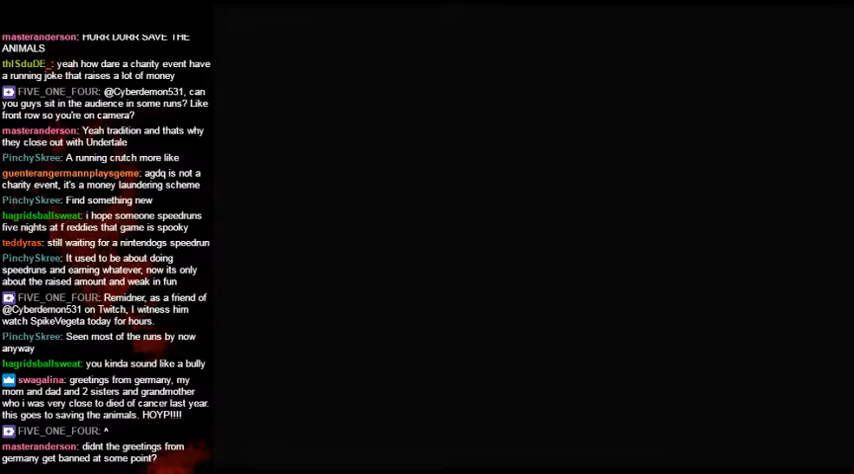 masteranderson: HURR DURR SAVE THE
ANIMALS
thISduDE_: yeah how dare a charity event have
a running joke that raises a lot of money
FIVE_ONE_FOUR: @Cyberdemon531, can
you guys sit in the audience in some runs? Like
front row so you're on camera?
masteranderson: Yeah tradition and thats why
they close out with Undertale
PinchySkree: A running crutch more like
guenterangermannplaysgeme: agdq is not a
charity event, it's a money laundering scheme
PinchySkree: Find something new
hagridsballsweat: i hope someone speedruns
five nights at f reddies that game is spooky
teddyras: still waiting for a nintendogs speedrun
PinchySkree: It used to be about doing
speedruns and earning whatever, now its only
about the raised amount and weak in fun
FIVE_ONE_FOUR: Remidner, as a friend of
@Cyberdemon531 on Twitch, I witness him
watch SpikeVegeta today for hours.
PinchySkree: Seen most of the runs by now
anyway
hagridsballsweat: you kinda sound like a bully
swagalina: greetings from germany, my
mom and dad and 2 sisters and grandmother
who i was very close to died of cancer last year.
this goes to saving the animals. HOYP!!!!
FIVE_ONE_FOUR: ^
masteranderson: didnt the greetings from
germany get banned at some point?